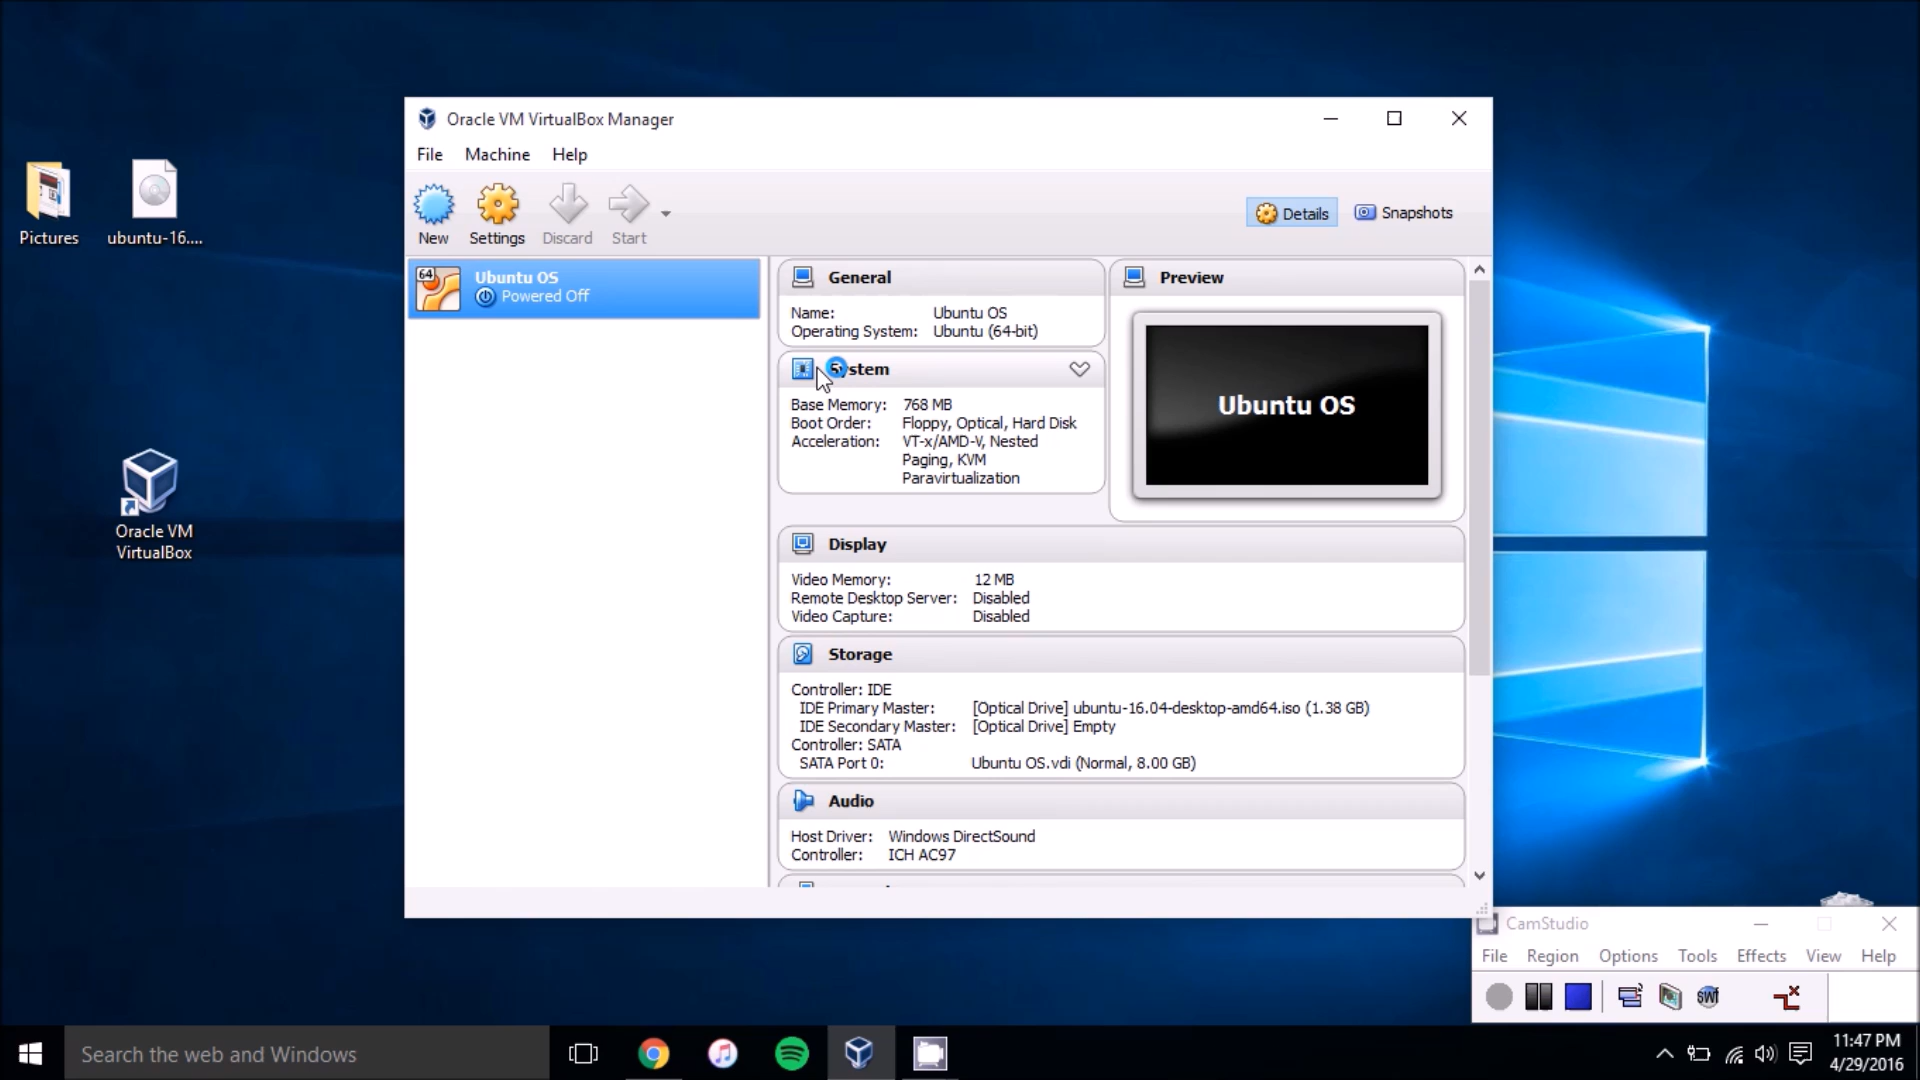 Pictures
ubuntu-16....
Oracle VM
VirtualBox
Oracle VM VirtualBox Manager
File Machine Help
New Settings Discard Start
Details Snapshots
64
Ubuntu OS
Powered Off
General
Name: Ubuntu OS
Operating System: Ubuntu (64-bit)
System
Base Memory: 768 MB
Boot Order: Floppy, Optical, Hard Disk
Acceleration: VT-x/AMD-V, Nested
Paging, KVM
Paravirtualization
Preview
Ubuntu OS
Display
Video Memory: 12 MB
Remote Desktop Server: Disabled
Video Capture: Disabled
Storage
Controller: IDE
IDE Primary Master: [Optical Drive] ubuntu-16.04-desktop-amd64.iso (1.38 GB)
IDE Secondary Master: [Optical Drive] Empty
Controller: SATA
SATA Port 0: Ubuntu OS.vdi (Normal, 8.00 GB)
Audio
Host Driver: Windows DirectSound
Controller: ICH AC97
CamStudio
File Region Options Tools Effects View Help
swf
Search the web and Windows
11:47 PM
4/29/2016